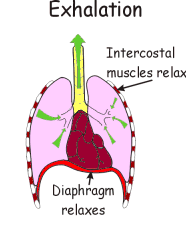 Exhalation
Intercostal
muscles relax
Diaphragm
relaxes